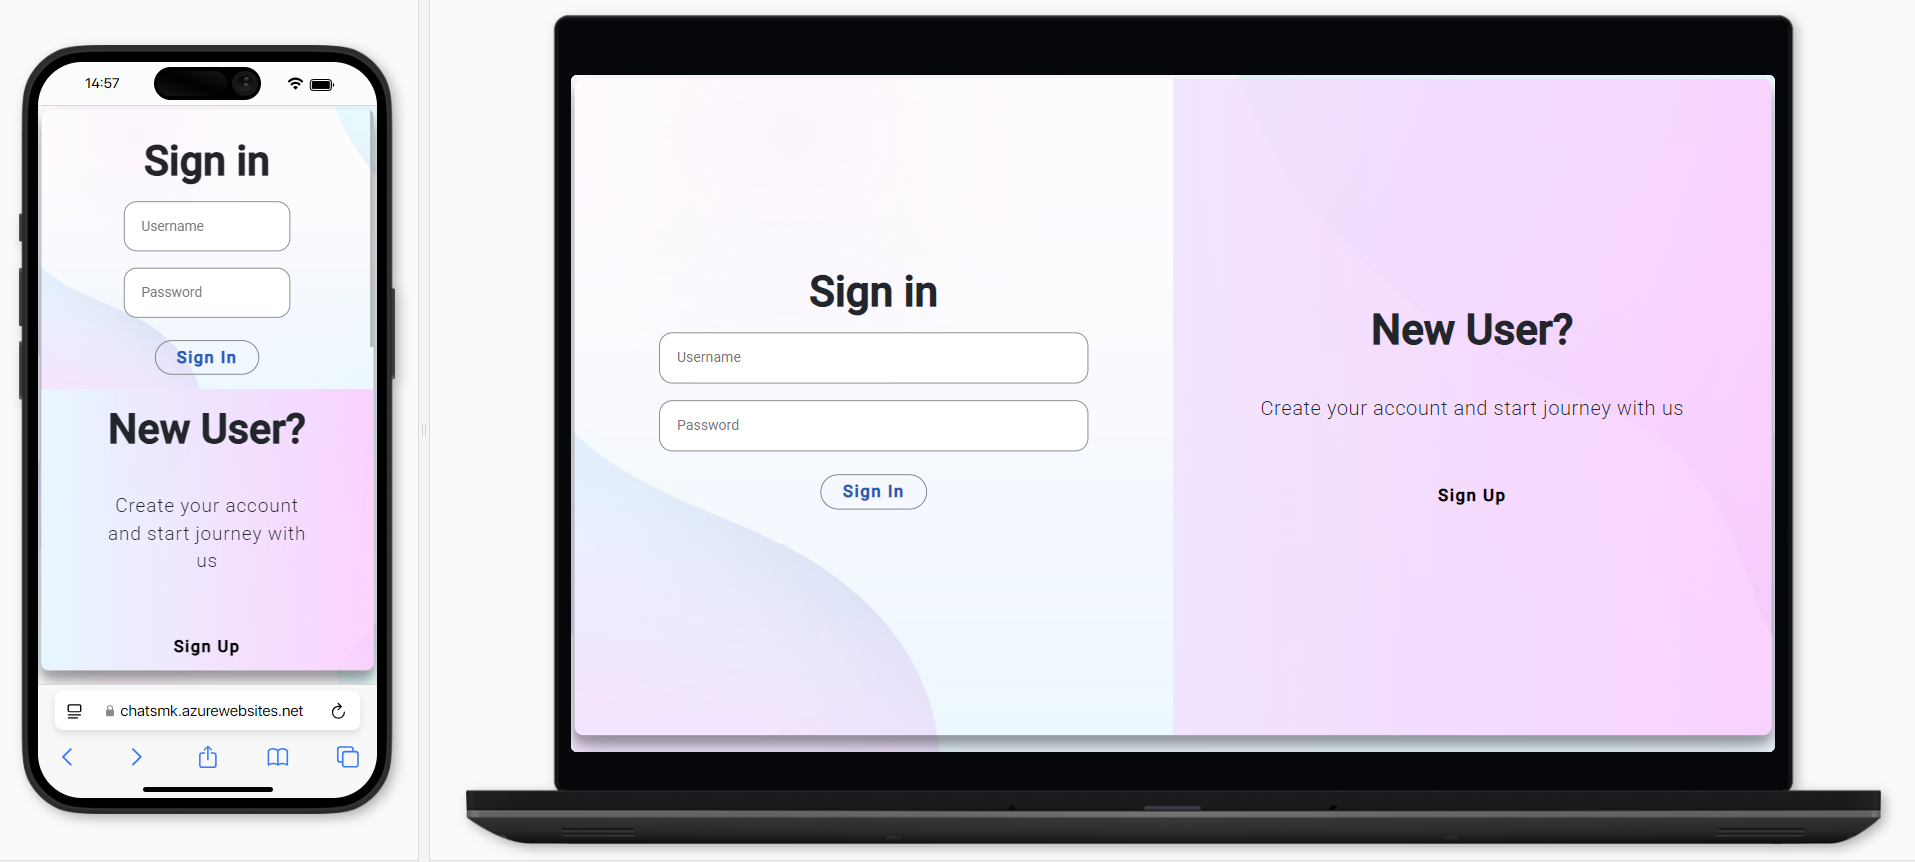 14:57
Sign in
Username
Password
Sign In
New User?
Create your account
and start journey with
us
Sign Up
chatsmk.azurewebsites.net
Sign in
Username
Password
Sign In
New User?
Create your account and start journey with us
Sign Up